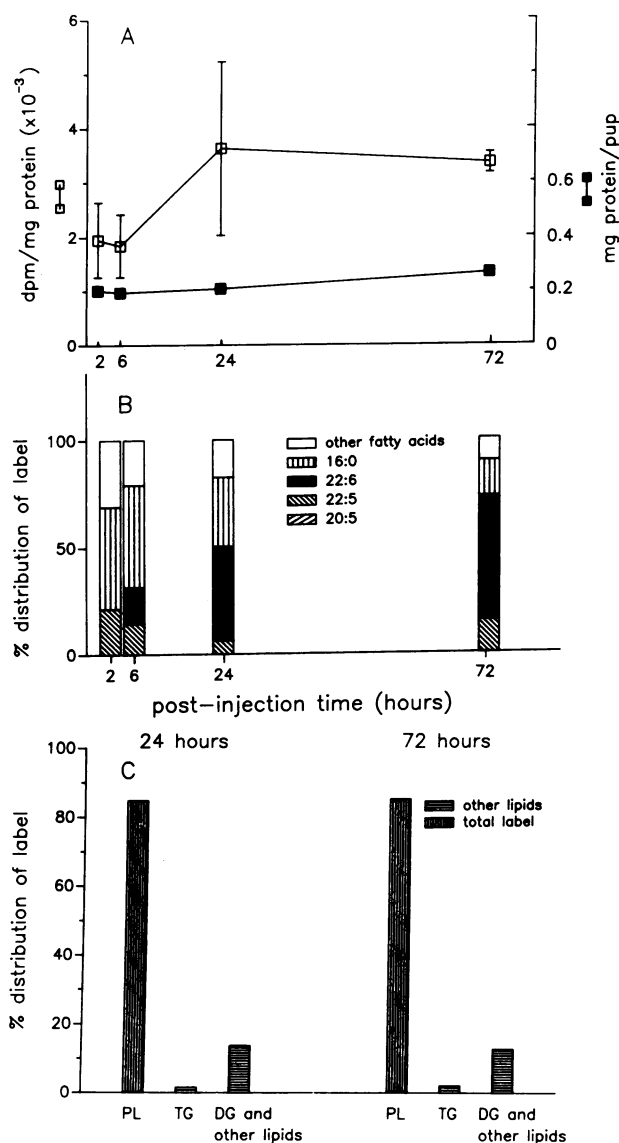 A
6
4
2
0
dpm/mg protein (x10⁻³)
0.6
0.4
0.2
0
mg protein/pup
2 6 24 72
B
100
50
0
% distribution of label
other fatty acids
16:0
22:6
22:5
20:5
2 6 24 72
post-injection time (hours)
24 hours 72 hours
C
100
80
60
40
20
0
% distribution of label
other lipids
total label
PL TG DG and other lipids PL TG DG and other lipids